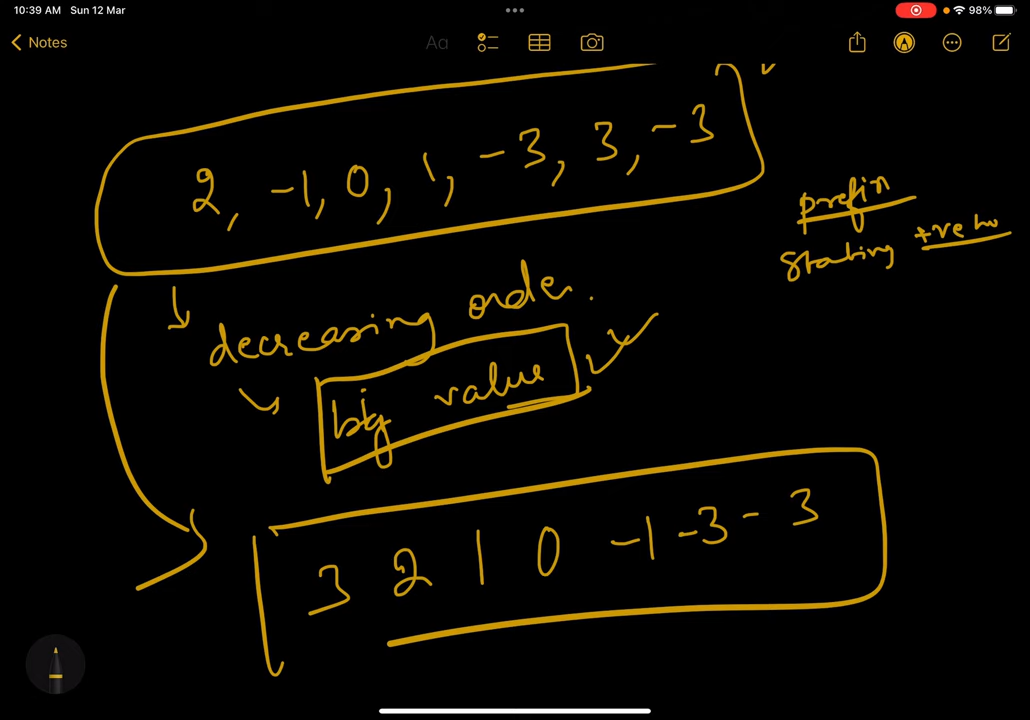 10:39 AM Sun 12 Mar
98%
Notes
Aa
2, -1, 0, 1, -3, 3, -3
prefix
starting +ve no
decreasing order.
big value
3 2 1 0 -1 -3 - 3